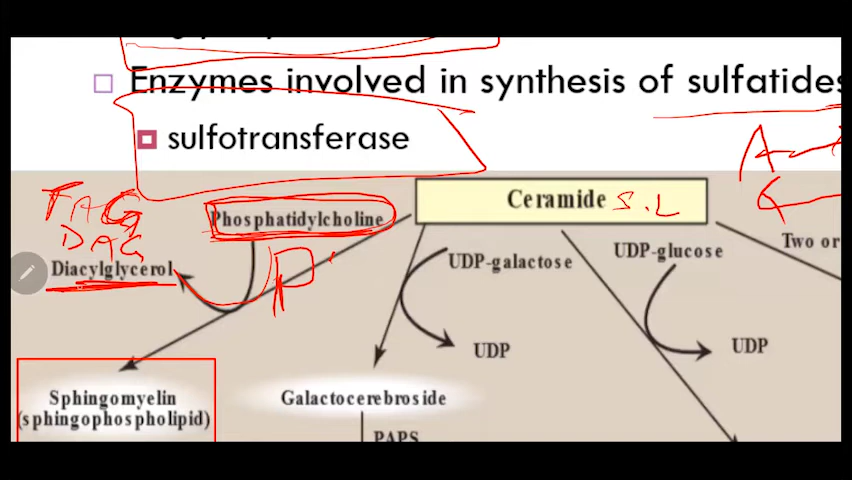 Enzymes involved in synthesis of sulfatides
sulfotransferase
TAG
DAG
Phosphatidylcholine
Ceramide S.L
UDP-galactose
UDP-glucose
Two or
Diacylglycerol
P
UDP
UDP
Sphingomyelin
(sphingophospholipid)
Galactocerebroside
PAPS